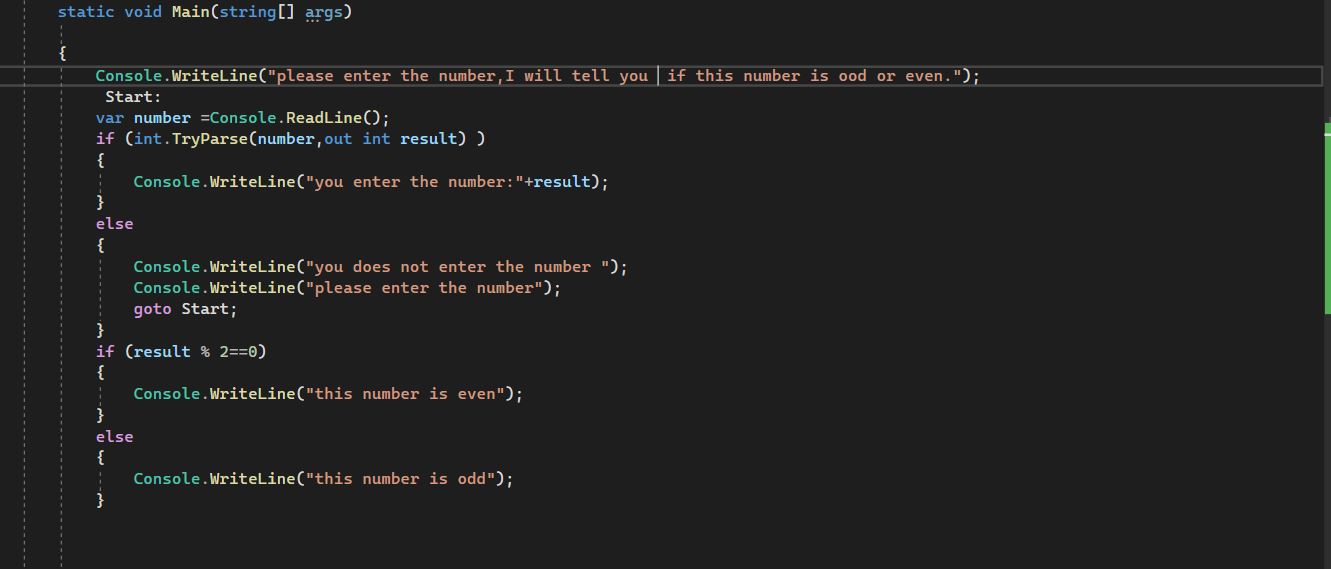 static void Main(string[] args)
{
Console.WriteLine("please enter the number,I will tell you  if this number is ood or even.");
Start:
var number =Console.ReadLine();
if (int.TryParse(number,out int result) )
{
Console.WriteLine("you enter the number:"+result);
}
else
{
Console.WriteLine("you does not enter the number ");
Console.WriteLine("please enter the number");
goto Start;
}
if (result % 2==0)
{
Console.WriteLine("this number is even");
}
else
{
Console.WriteLine("this number is odd");
}